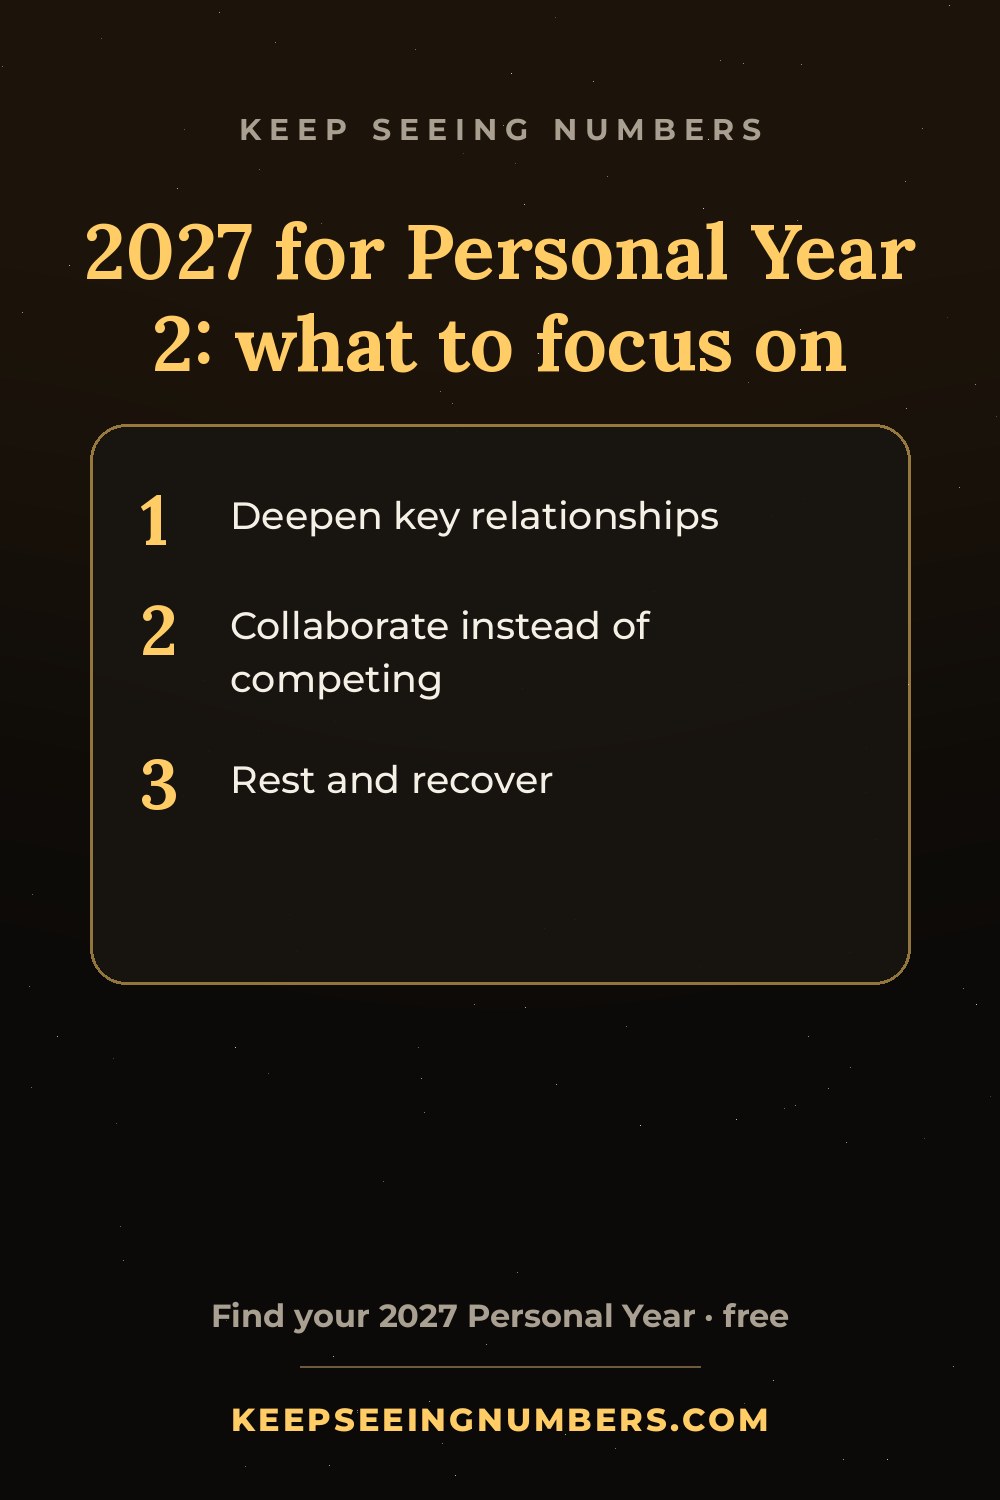 KEEP SEEING NUMBERS
2027 for Personal Year
2: what to focus on
1 Deepen key relationships
2 Collaborate instead of
competing
3 Rest and recover
Find your 2027 Personal Year · free
KEEPSEEINGNUMBERS.COM